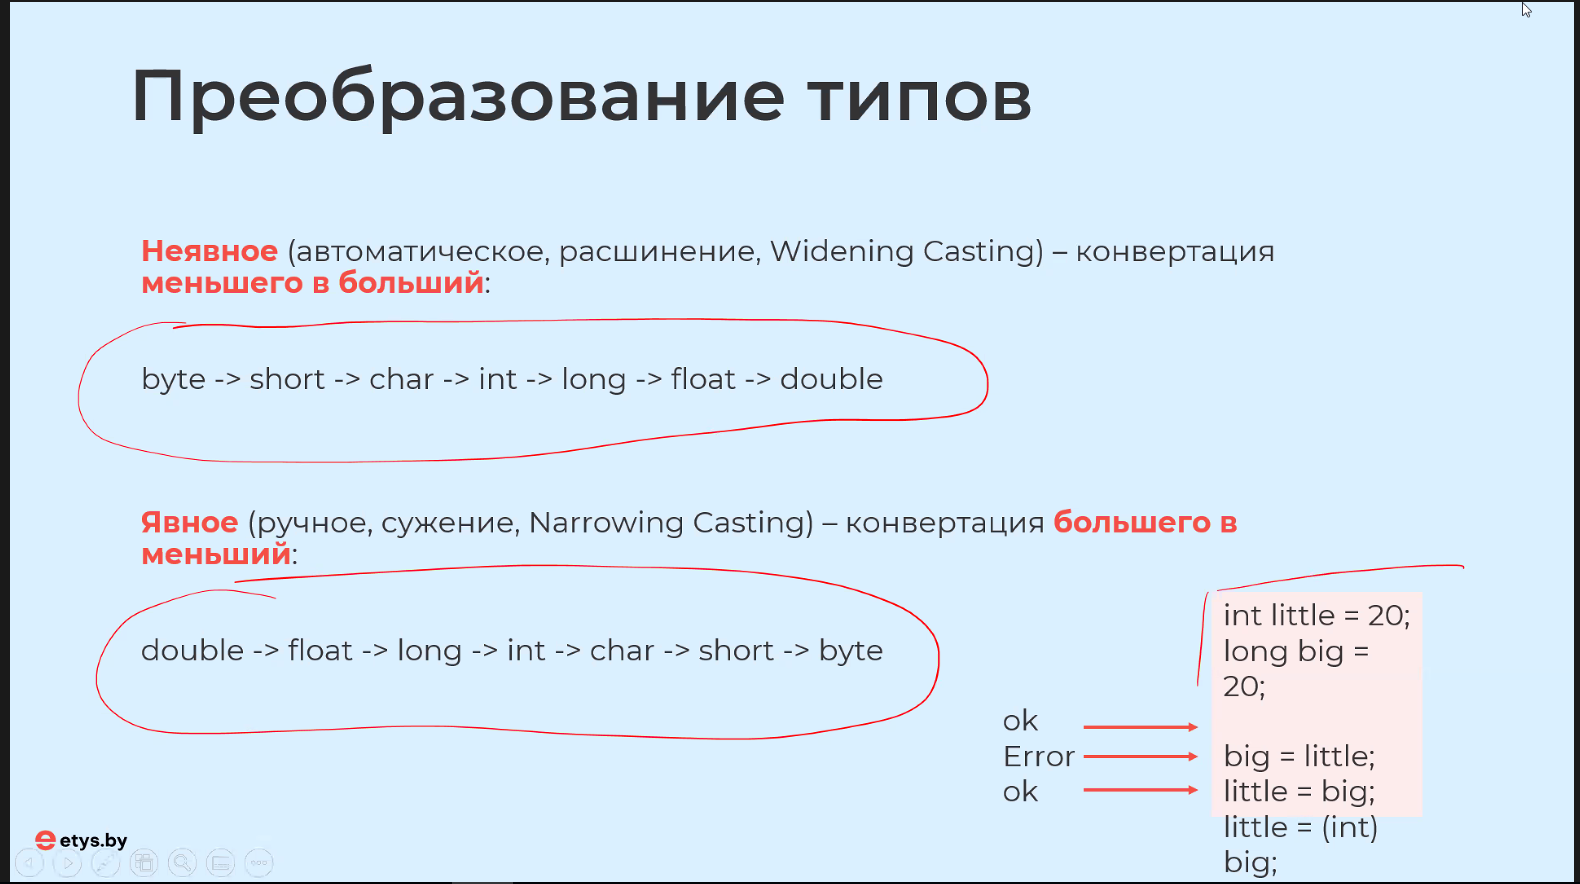 Преобразование типов
Неявное (автоматическое, расшинение, Widening Casting) – конвертация
меньшего в больший:
byte -> short -> char -> int -> long -> float -> double
Явное (ручное, сужение, Narrowing Casting) – конвертация большего в
меньший:
double -> float -> long -> int -> char -> short -> byte
int little = 20;
long big =
20;
ok
Error
ok
big = little;
little = big;
little = (int)
big;
etys.by